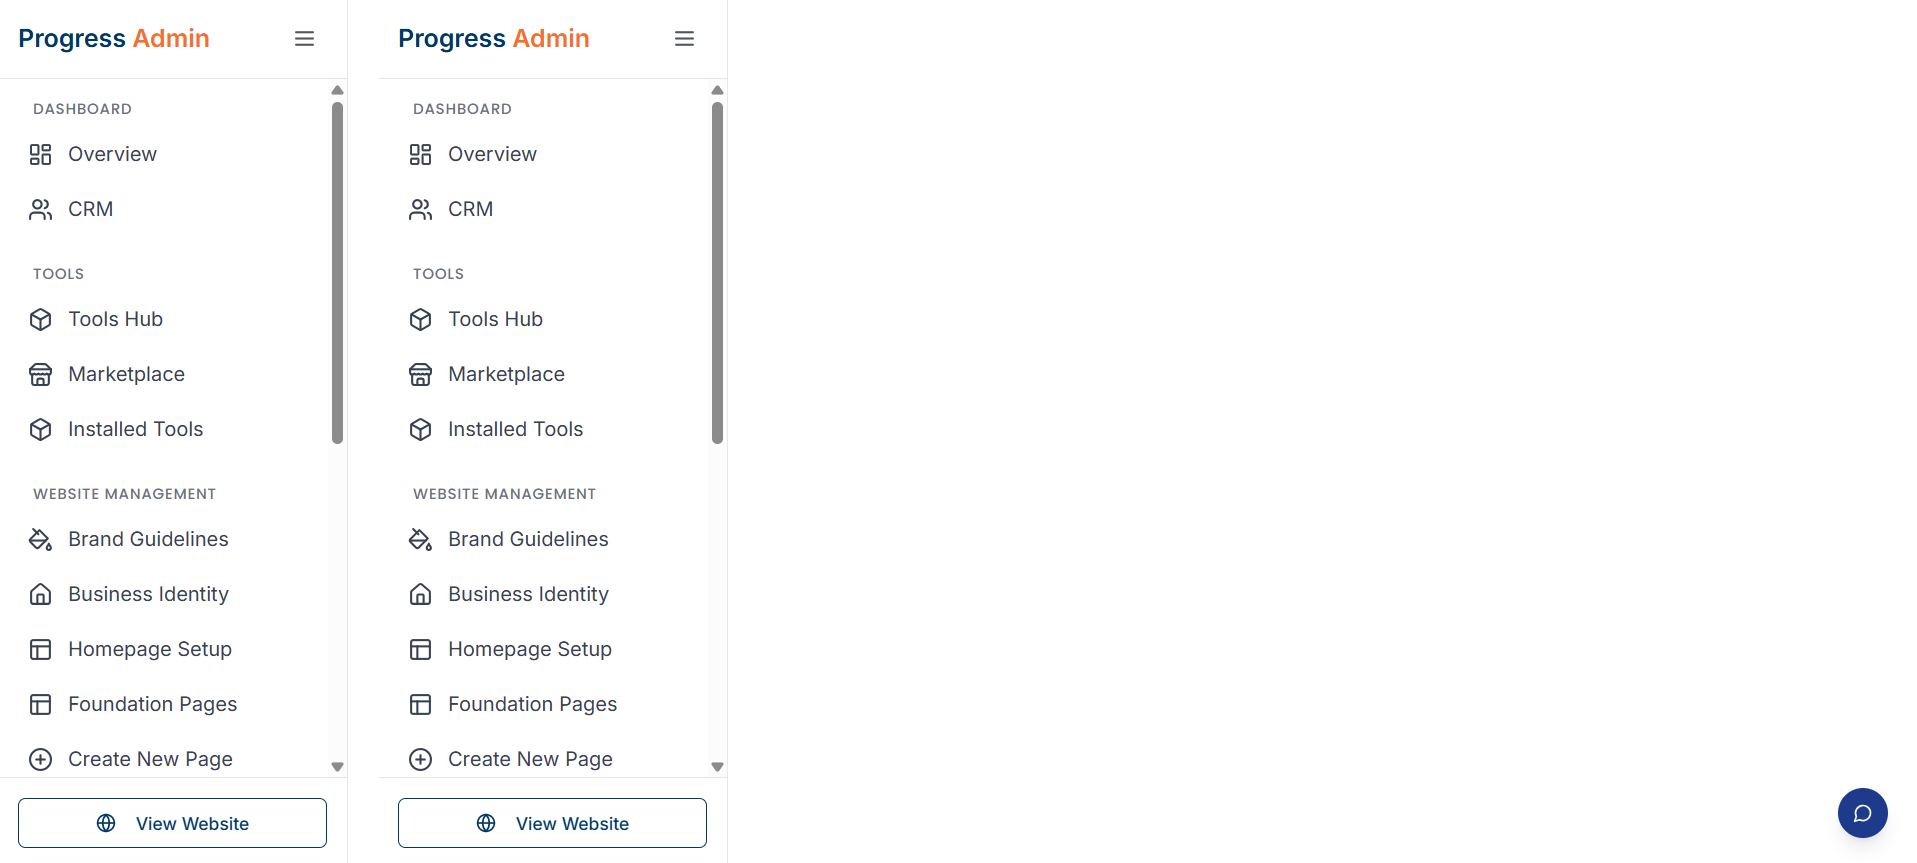 Progress Admin
DASHBOARD
Overview
CRM
TOOLS
Tools Hub
Marketplace
Installed Tools
WEBSITE MANAGEMENT
Brand Guidelines
Business Identity
Homepage Setup
Foundation Pages
Create New Page
View Website
Progress Admin
DASHBOARD
Overview
CRM
TOOLS
Tools Hub
Marketplace
Installed Tools
WEBSITE MANAGEMENT
Brand Guidelines
Business Identity
Homepage Setup
Foundation Pages
Create New Page
View Website